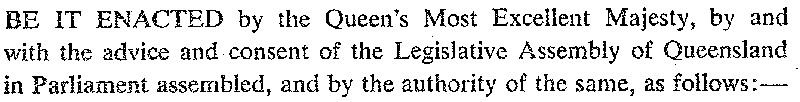 BE IT ENACTED by the Queen's Most Excellent Majesty, by and
with the advice and consent of the Legislative Assembly of Queensland
in Parliament assembled, and by the authority of the same, as follows:—